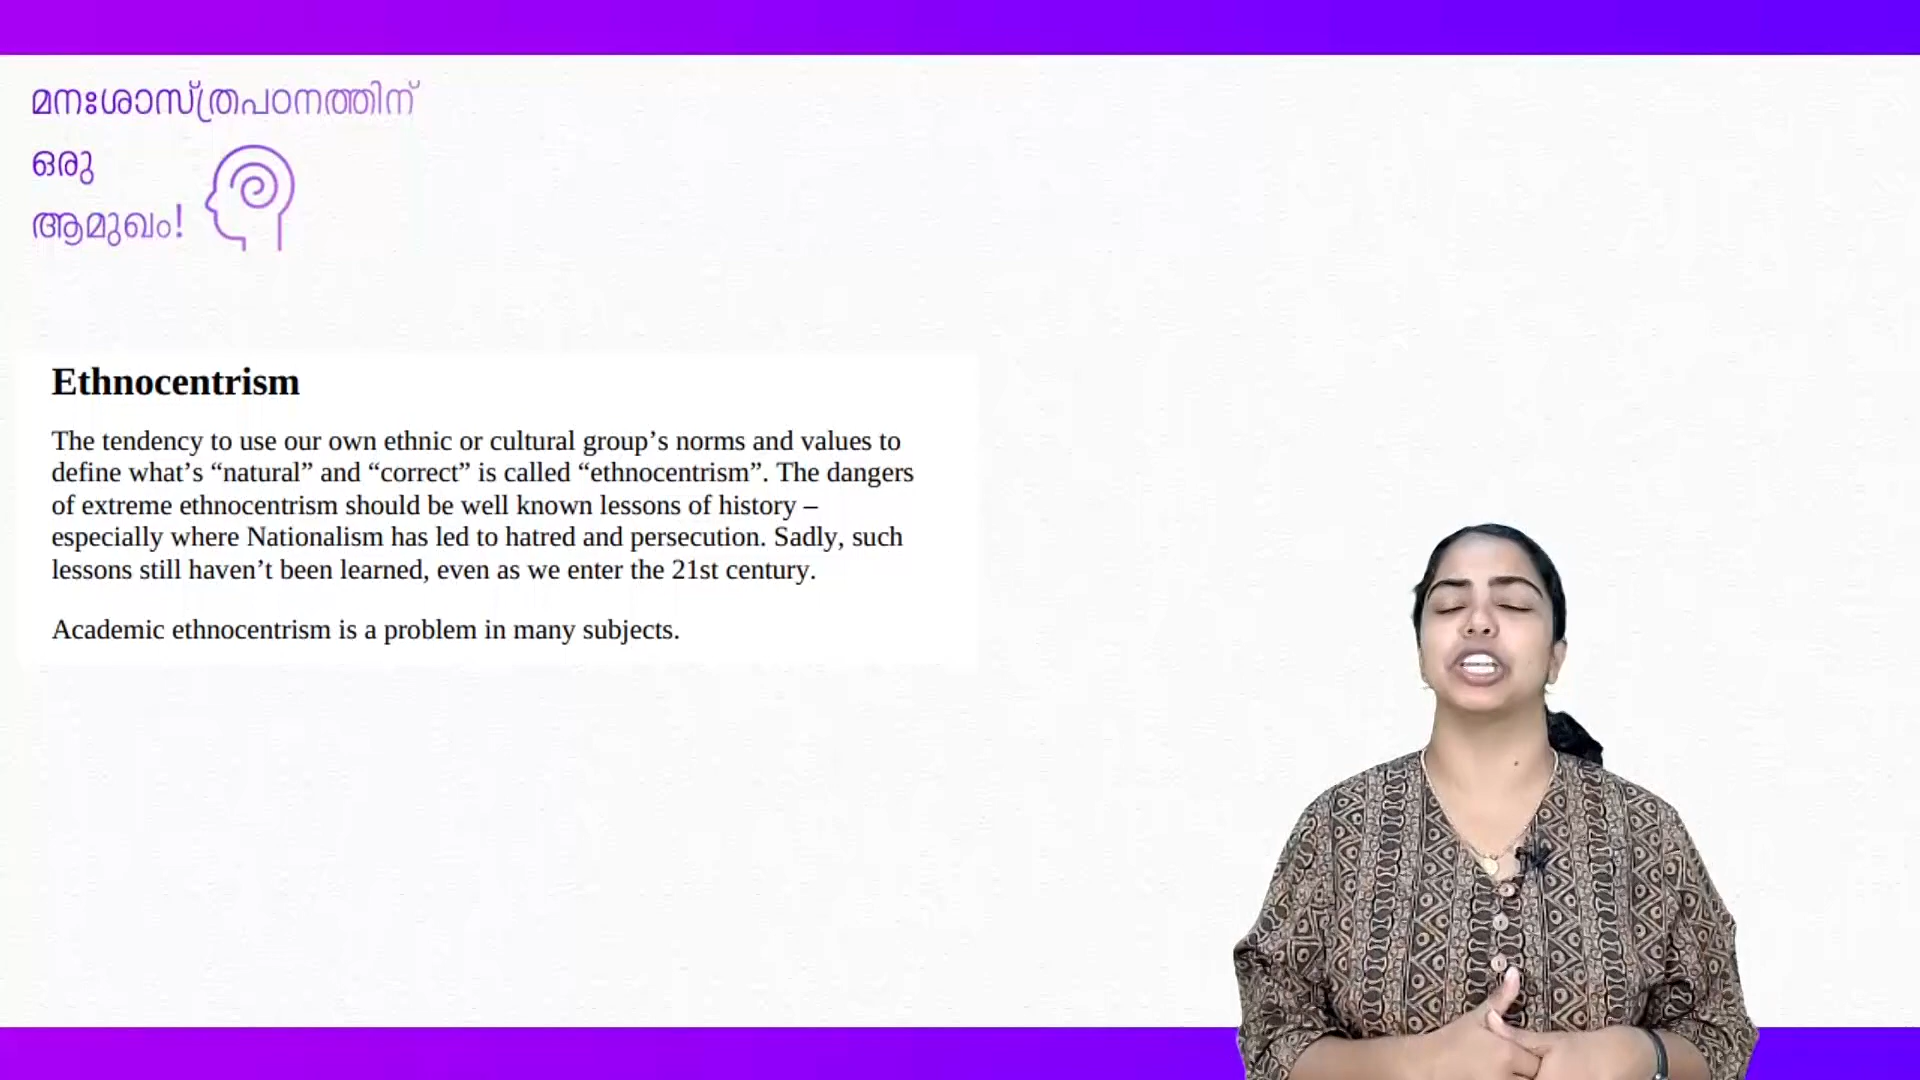 മനഃശാസ്ത്രപഠനത്തിന്
ഒരു
ആമുഖം!
Ethnocentrism
The tendency to use our own ethnic or cultural group’s norms and values to
define what’s “natural” and “correct” is called “ethnocentrism”. The dangers
of extreme ethnocentrism should be well known lessons of history –
especially where Nationalism has led to hatred and persecution. Sadly, such
lessons still haven’t been learned, even as we enter the 21st century.
Academic ethnocentrism is a problem in many subjects.